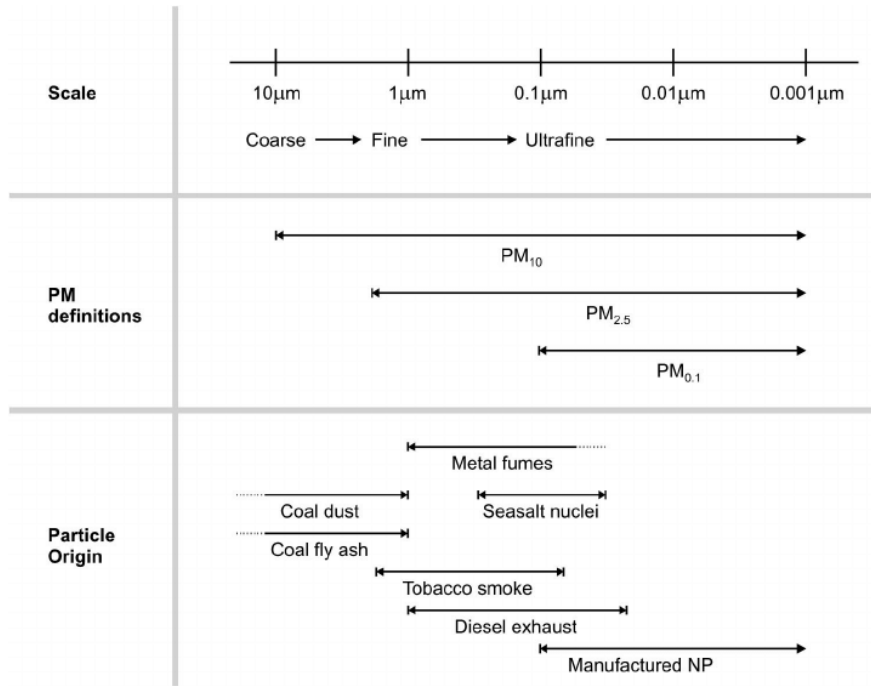 Scale
10μm 1μm 0.1μm 0.01μm 0.001μm
Coarse Fine Ultrafine
PM definitions
PM₁₀
PM₂.₅
PM₀.₁
Particle Origin
Metal fumes
Coal dust Seasalt nuclei
Coal fly ash
Tobacco smoke
Diesel exhaust
Manufactured NP